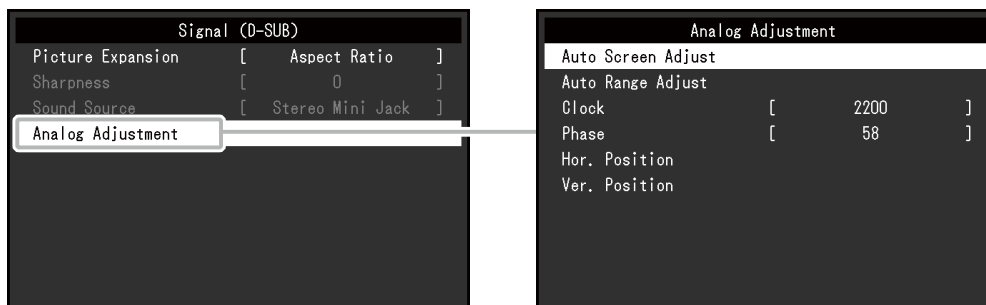 Signal (D-SUB)
Picture Expansion [ Aspect Ratio ]
Sharpness [ 0 ]
Sound Source [ Stereo Mini Jack ]
Analog Adjustment
Analog Adjustment
Auto Screen Adjust
Auto Range Adjust
Clock [ 2200 ]
Phase [ 58 ]
Hor. Position
Ver. Position